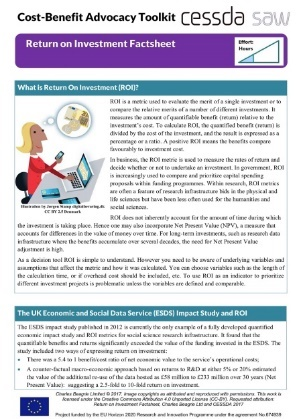 Cost-Benefit Advocacy Toolkit cessda saw
Return on Investment Factsheet
Effort:
Hours
What is Return On Investment (ROI)?
ROI is a metric used to evaluate the merit of a single investment or to
compare the relative merits of a number of different investments. It
measures the amount of quantifiable benefit (return) relative to the
investment's cost. To calculate ROI, the quantified benefit (return) is
divided by the cost of the investment, and the result is expressed as a
percentage or a ratio. A positive ROI means the benefits compare
favourably to investment cost.
In business, the ROI metric is used to measure the rates of return and
decide whether or not to undertake an investment. In government, ROI
is increasingly used to compare and prioritize capital spending
proposals within funding programmes. Within research, ROI metrics
are often a feature of research infrastructure bids in the physical and
life sciences but have been less often used for the humanities and
social sciences.
Illustration by Jørgen Stamp digitalbevaring.dk
CC BY 2.5 Denmark
ROI does not inherently account for the amount of time during which
the investment is taking place. Hence one may also incorporate Net Present Value (NPV), a measure that
accounts for differences in the value of money over time. For long-term investments, such as research data
infrastructure where the benefits accumulate over several decades, the need for Net Present Value
adjustment is high.
As a decision tool ROI is simple to understand. However you need to be aware of underlying variables and
assumptions that affect the metric and how it was calculated. You can choose variables such as the length of
the calculation time, or if overhead cost should be included, etc. To use ROI as an indicator to prioritize
different investment projects is problematic unless the variables are defined and comparable.
The UK Economic and Social Data Service (ESDS) Impact Study and ROI
The ESDS impact study published in 2012 is currently the only example of a fully developed quantified
economic impact study and ROI metrics for social science research infrastructure. It found that the
quantifiable benefits and returns significantly exceeded the value of the funding invested in the ESDS. The
study included two ways of expressing return on investment:
• There was a 5.4 to 1 benefit/cost ratio of net economic value to the service's operational costs;
• A counter-factual macro-economic approach based on returns to R&D at either 5% or 20% estimated
the value of additional re-use of the data hosted as £58 million to £233 million over 30 years (Net
Present Value): suggesting a 2.5-fold to 10-fold return on investment.
Charles Beagrie Limited © 2017, image copyrights as attributed and reproduced with permissions. This work is
licensed under the Creative Commons Attribution 4.0 Unported License (CC-BY). Requested attribution:
Return on Investment Factsheet, Charles Beagrie Ltd and CESSDA 2017
Project funded by the EU Horizon 2020 Research and Innovation Programme under agreement No 674939